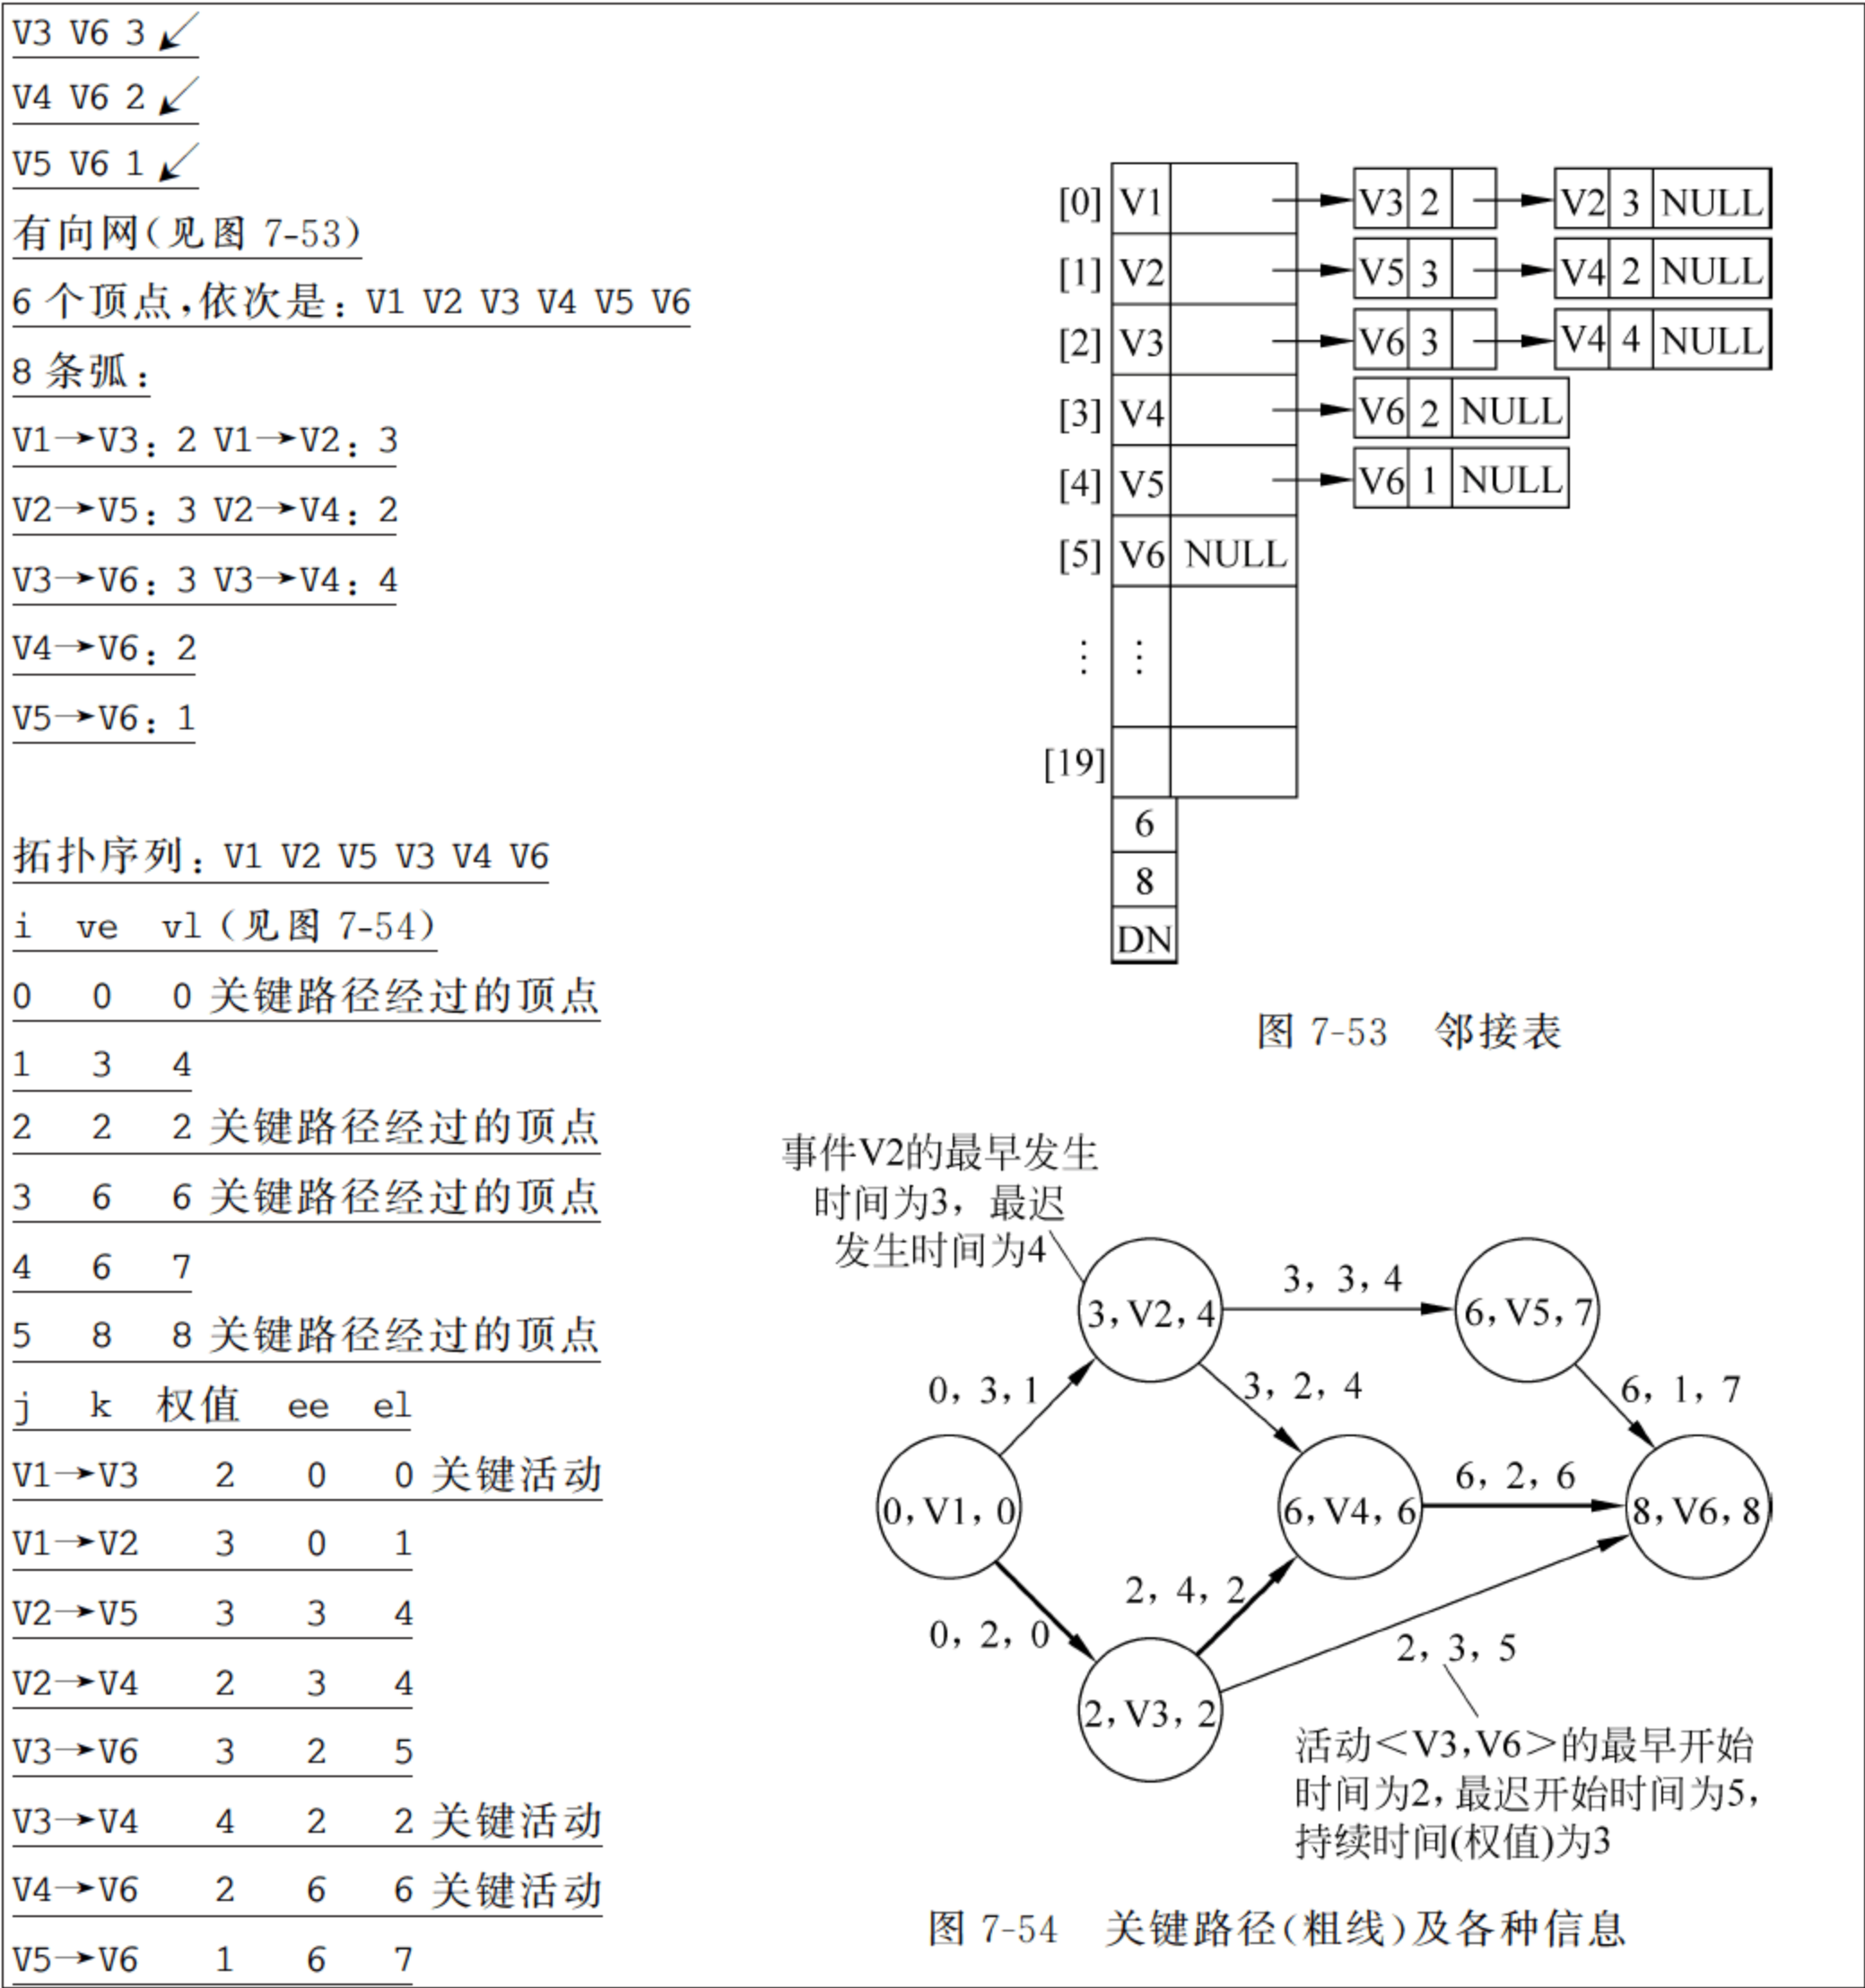 V3 V6 3↙
V4 V6 2↙
V5 V6 1↙
有向网(见图 7-53)
6 个顶点,依次是: V1 V2 V3 V4 V5 V6
8 条弧:
V1→V3: 2 V1→V2: 3
V2→V5: 3 V2→V4: 2
V3→V6: 3 V3→V4: 4
V4→V6: 2
V5→V6: 1
拓扑序列: V1 V2 V5 V3 V4 V6
i ve vl (见图 7-54)
0 0 0 关键路径经过的顶点
1 3 4
2 2 2 关键路径经过的顶点
3 6 6 关键路径经过的顶点
4 6 7
5 8 8 关键路径经过的顶点
j k 权值 ee el
V1→V3 2 0 0 关键活动
V1→V2 3 0 1
V2→V5 3 3 4
V2→V4 2 3 4
V3→V6 3 2 5
V3→V4 4 2 2 关键活动
V4→V6 2 6 6 关键活动
V5→V6 1 6 7
[0] V1 V3 2 V2 3 NULL
[1] V2 V5 3 V4 2 NULL
[2] V3 V6 3 V4 4 NULL
[3] V4 V6 2 NULL
[4] V5 V6 1 NULL
[5] V6 NULL
⋮ ⋮
[19]
6
8
DN
图 7-53 邻接表
事件V2的最早发生
时间为3, 最迟
发生时间为4
3, V2, 4
3, 3, 4
6, V5, 7
0, 3, 1
3, 2, 4
6, 1, 7
0, V1, 0
6, V4, 6
6, 2, 6
8, V6, 8
0, 2, 0
2, 4, 2
2, V3, 2
2, 3, 5
活动<V3,V6>的最早开始
时间为2, 最迟开始时间为5,
持续时间(权值)为3
图 7-54 关键路径(粗线)及各种信息